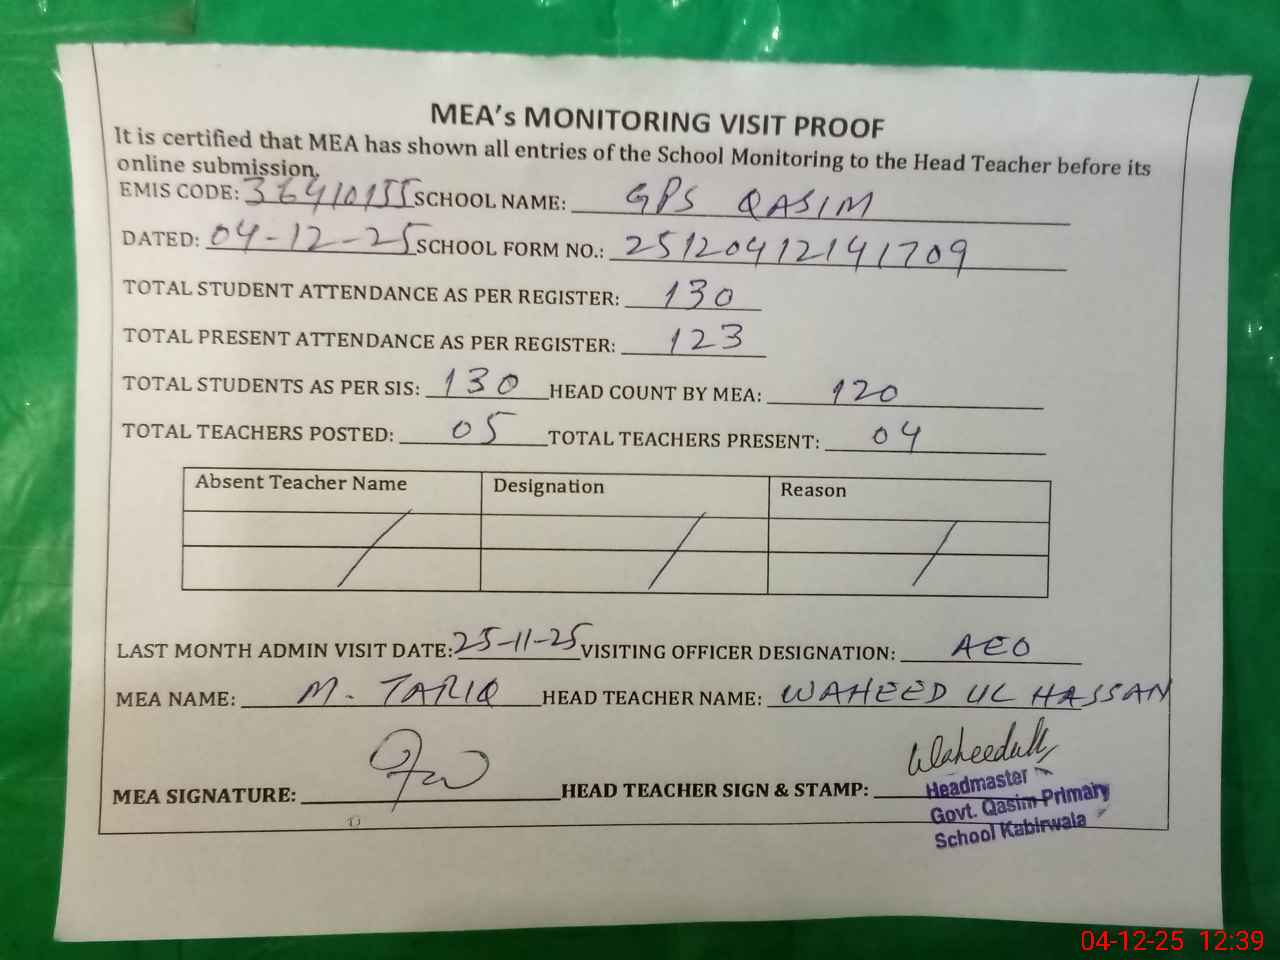 MEA's MONITORING VISIT PROOF
It is certified that MEA has shown all entries of the School Monitoring to the Head Teacher before its
online submission.
EMIS CODE: 36410155 SCHOOL NAME: GPS QASIM
DATED: 04-12-25 SCHOOL FORM NO.: 25120412141709
TOTAL STUDENT ATTENDANCE AS PER REGISTER: 130
TOTAL PRESENT ATTENDANCE AS PER REGISTER: 123
TOTAL STUDENTS AS PER SIS: 130 HEAD COUNT BY MEA: 120
TOTAL TEACHERS POSTED: 05 TOTAL TEACHERS PRESENT: 04
Absent Teacher Name Designation Reason
LAST MONTH ADMIN VISIT DATE: 25-11-25 VISITING OFFICER DESIGNATION: AEO
MEA NAME: M. TARIQ HEAD TEACHER NAME: WAHEED UL HASSAN
MEA SIGNATURE: HEAD TEACHER SIGN & STAMP:
Headmaster
Govt. Qasim Primary
School Kabirwala
04-12-25 12:39